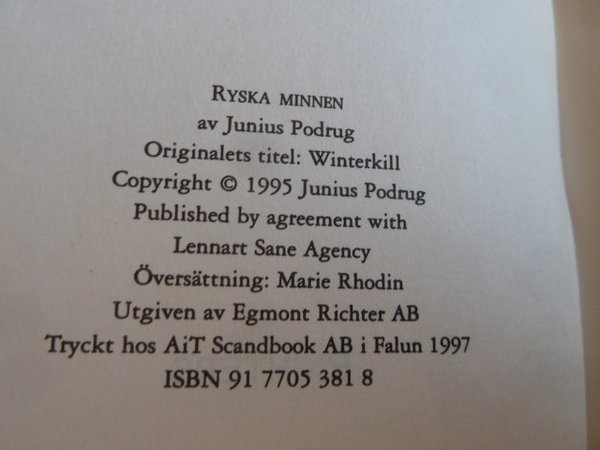 RYSKA MINNEN
av Junius Podrug
Originalets titel: Winterkill
Copyright © 1995 Junius Podrug
Published by agreement with
Lennart Sane Agency
Översättning: Marie Rhodin
Utgiven av Egmont Richter AB
Tryckt hos AiT Scandbook AB i Falun 1997
ISBN 91 7705 381 8